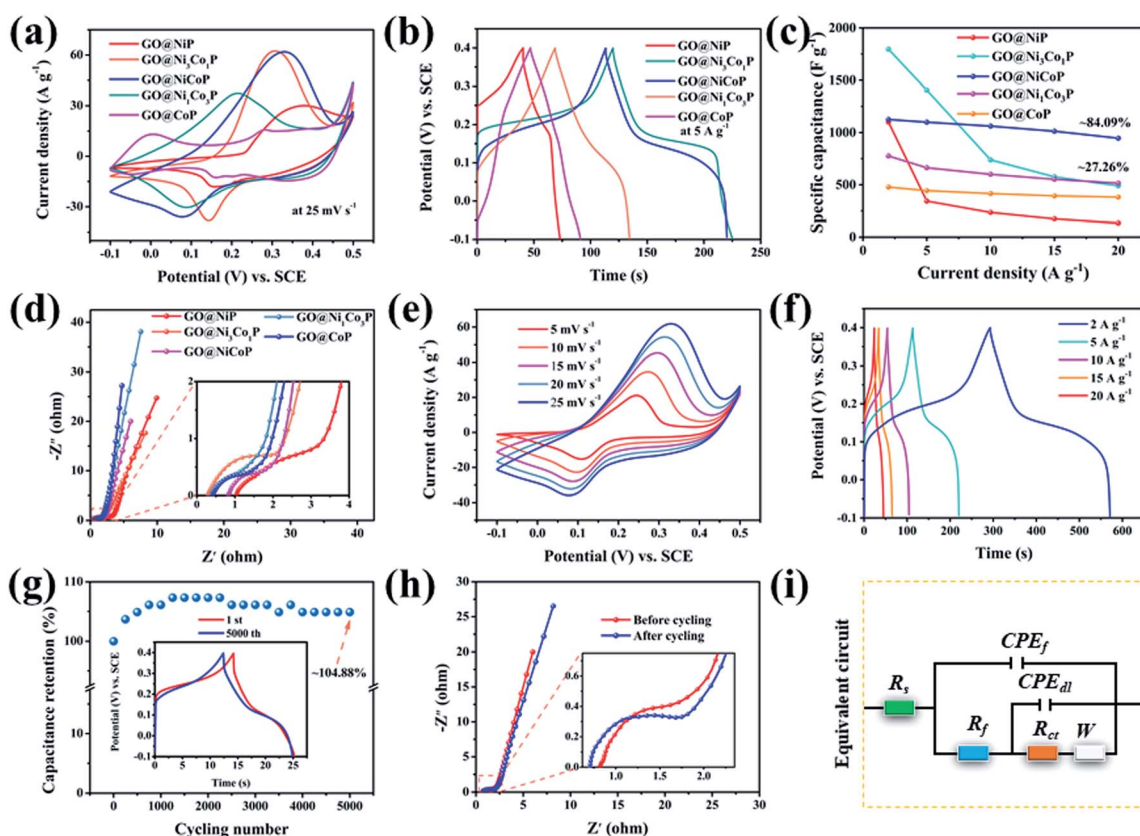 (a)
GO@NiP
GO@Ni₃Co₁P
GO@NiCoP
GO@Ni₁Co₃P
GO@CoP
at 25 mV s⁻¹
Current density (A g⁻¹)
60
30
0
-30
-0.1 0.0 0.1 0.2 0.3 0.4 0.5
Potential (V) vs. SCE
(b)
GO@NiP
GO@Ni₃Co₁P
GO@NiCoP
GO@Ni₁Co₃P
GO@CoP
at 5 A g⁻¹
Potential (V) vs. SCE
0.4
0.3
0.2
0.1
0.0
-0.1
0 50 100 150 200 250
Time (s)
(c)
GO@NiP
GO@Ni₃Co₁P
GO@NiCoP
GO@Ni₁Co₃P
GO@CoP
~84.09%
~27.26%
Specific capacitance (F g⁻¹)
2000
1750
1500
1250
1000
750
500
250
0
0 5 10 15 20
Current density (A g⁻¹)
(d)
GO@NiP
GO@Ni₃Co₁P
GO@NiCoP
GO@Ni₁Co₃P
GO@CoP
-Z″ (ohm)
40
30
20
10
0
0 10 20 30 40
Z′ (ohm)
2
1
0
0 1 2 3 4
(e)
5 mV s⁻¹
10 mV s⁻¹
15 mV s⁻¹
20 mV s⁻¹
25 mV s⁻¹
Current density (A g⁻¹)
60
40
20
0
-20
-40
-0.1 0.0 0.1 0.2 0.3 0.4 0.5
Potential (V) vs. SCE
(f)
2 A g⁻¹
5 A g⁻¹
10 A g⁻¹
15 A g⁻¹
20 A g⁻¹
Potential (V) vs. SCE
0.4
0.3
0.2
0.1
0.0
-0.1
0 100 200 300 400 500 600
Time (s)
(g)
Capacitance retention (%)
110
105
100
10
5
0
0 1000 2000 3000 4000 5000
Cycling number
1 st
5000 th
~104.88%
Potential (V) vs. SCE
0.4
0.3
0.2
0.1
0.0
-0.1
0 5 10 15 20 25
Time (s)
(h)
Before cycling
After cycling
-Z″ (ohm)
30
25
20
15
10
5
0
0 5 10 15 20 25 30
Z′ (ohm)
0.6
0.4
0.2
0.0
1.0 1.5 2.0
(i)
Equivalent circuit
CPE_f
CPE_dl
R_s
R_f
R_ct
W